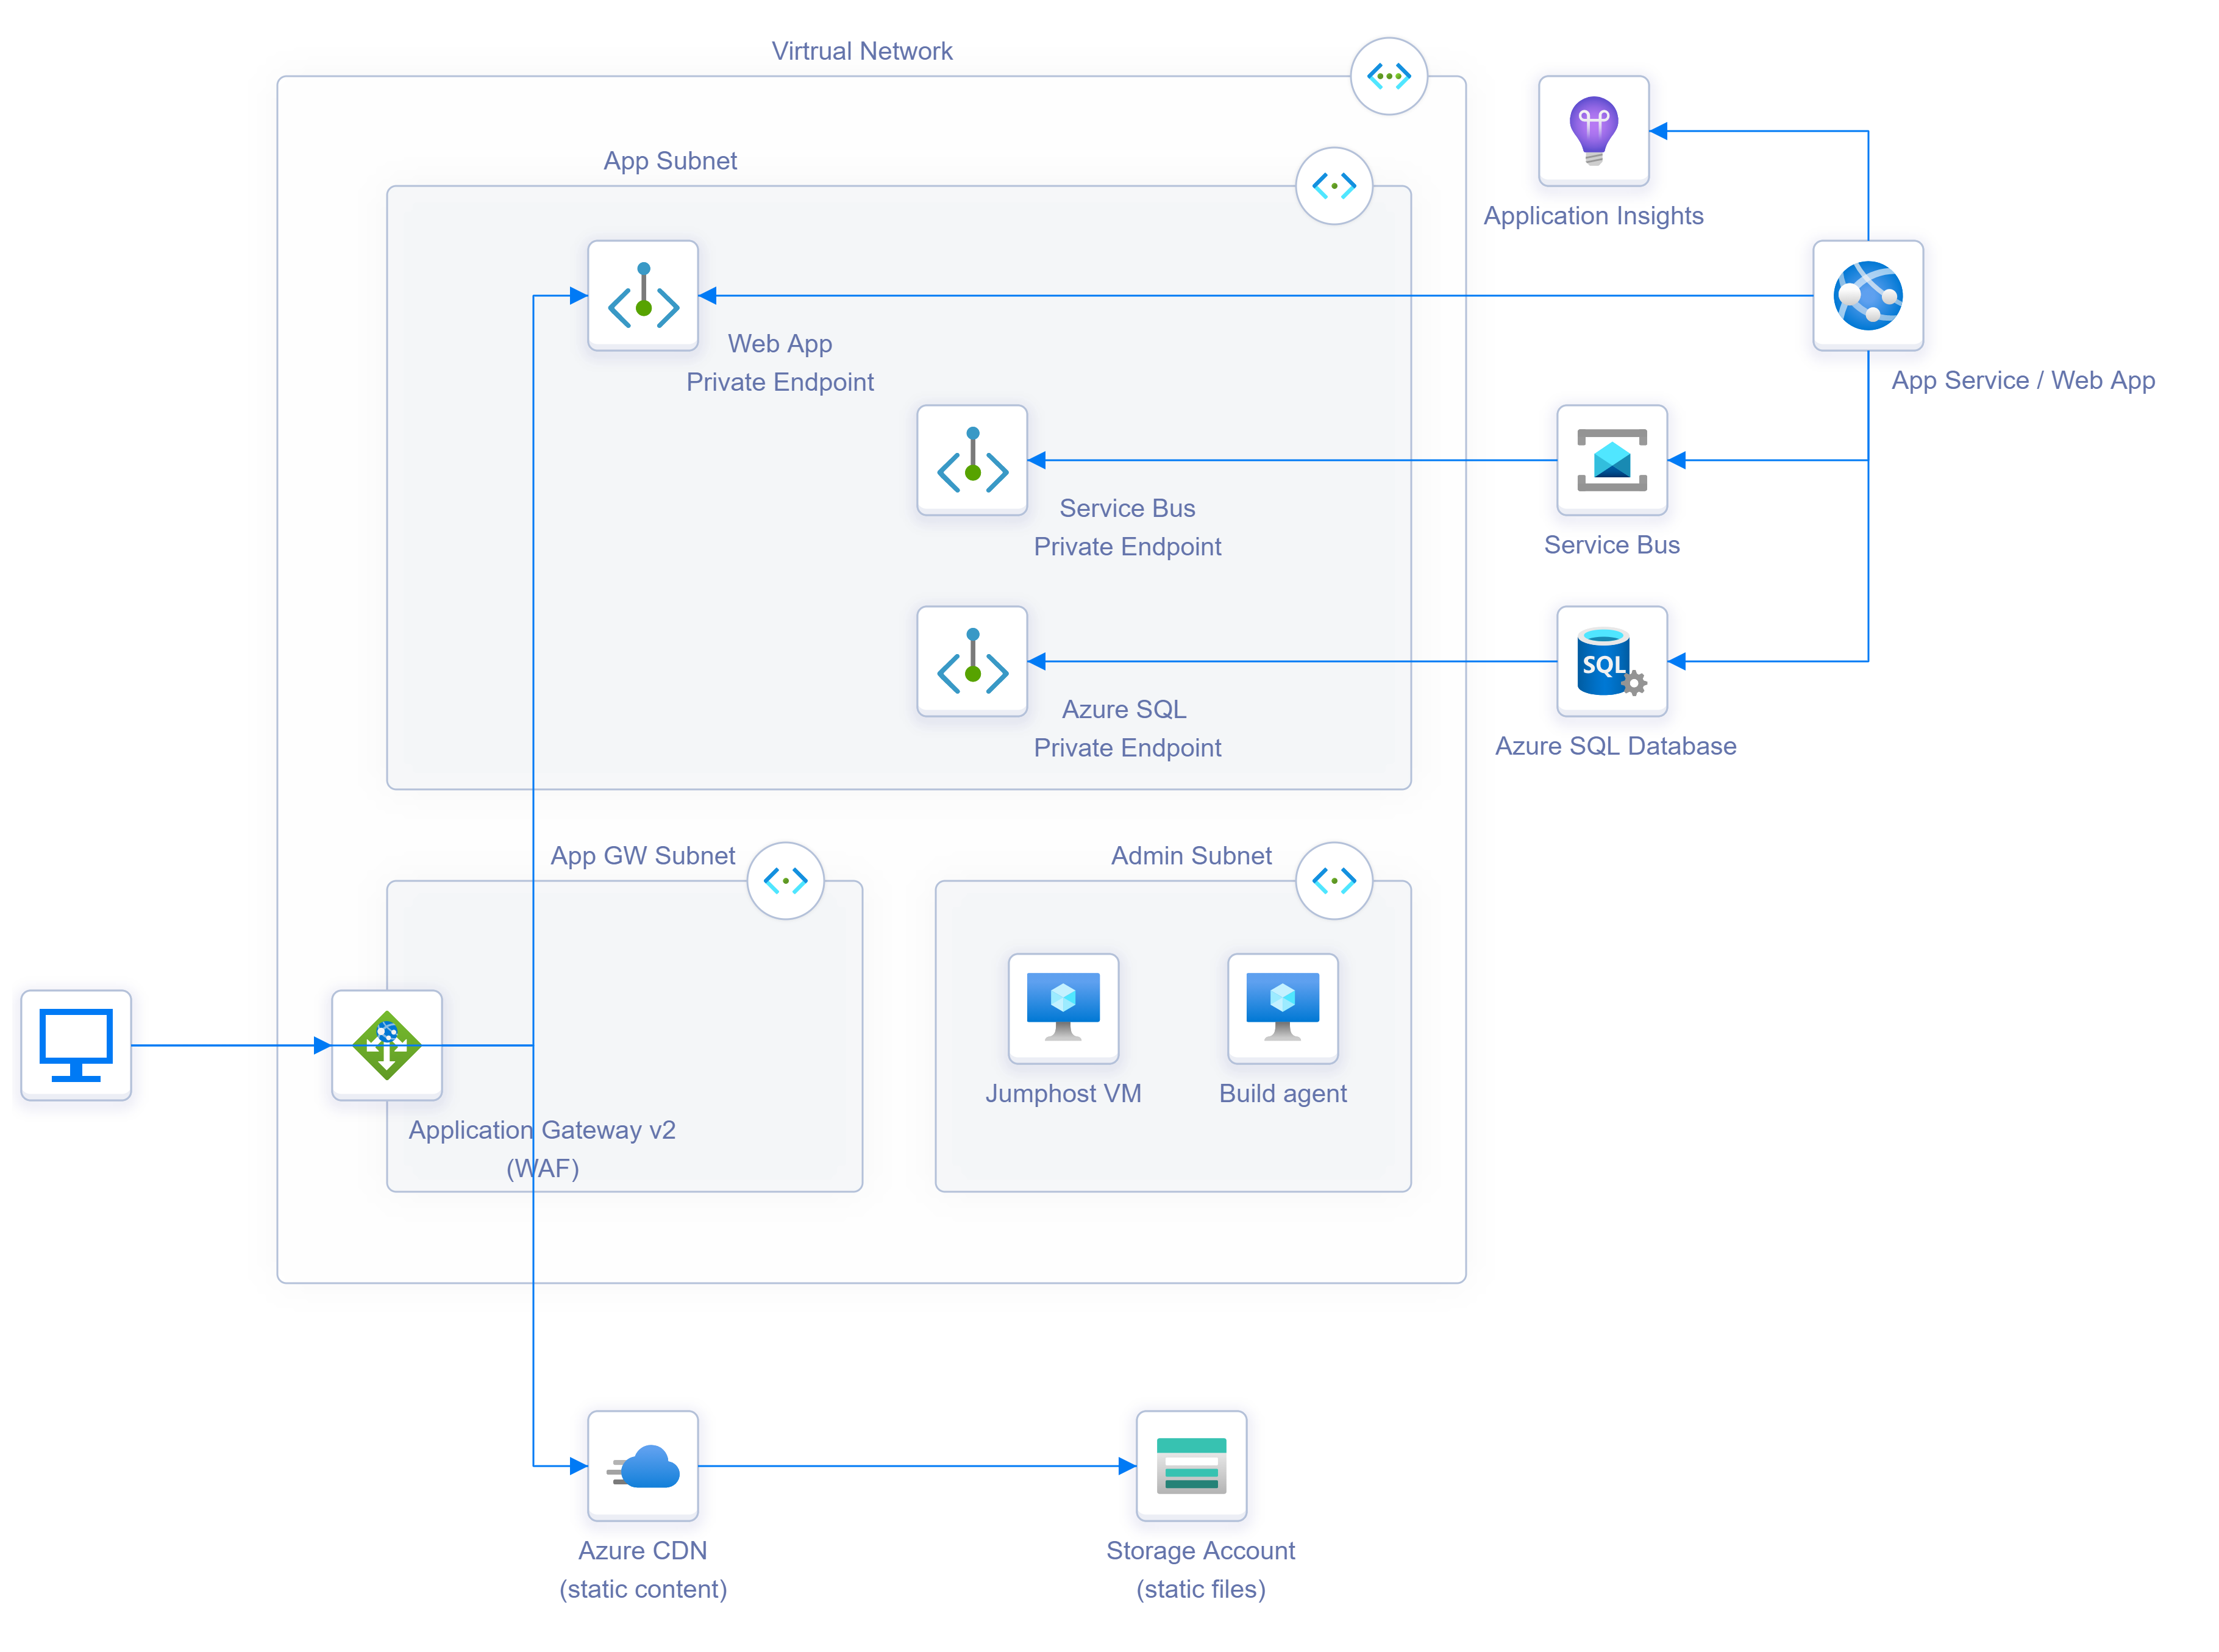 Virtrual Network
App Subnet
Application Insights
Web App
Private Endpoint
App Service / Web App
Service Bus
Private Endpoint
Service Bus
SQL
Azure SQL
Private Endpoint
Azure SQL Database
App GW Subnet
Admin Subnet
Jumphost VM
Build agent
Application Gateway v2
(WAF)
Azure CDN
(static content)
Storage Account
(static files)